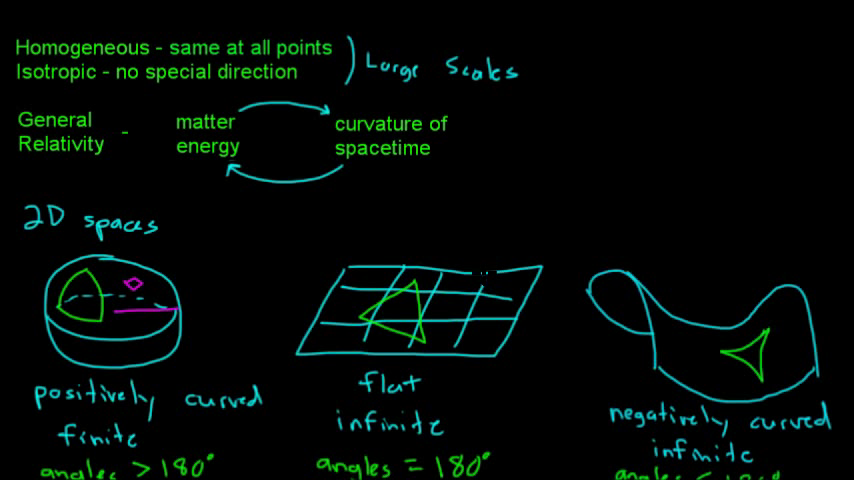 Homogeneous - same at all points
Isotropic - no special direction
Large Scales
General Relativity -
matter energy
curvature of spacetime
2D spaces
positively curved
finite
angles > 180°
flat
infinite
angles = 180°
negatively curved
infinite
angles